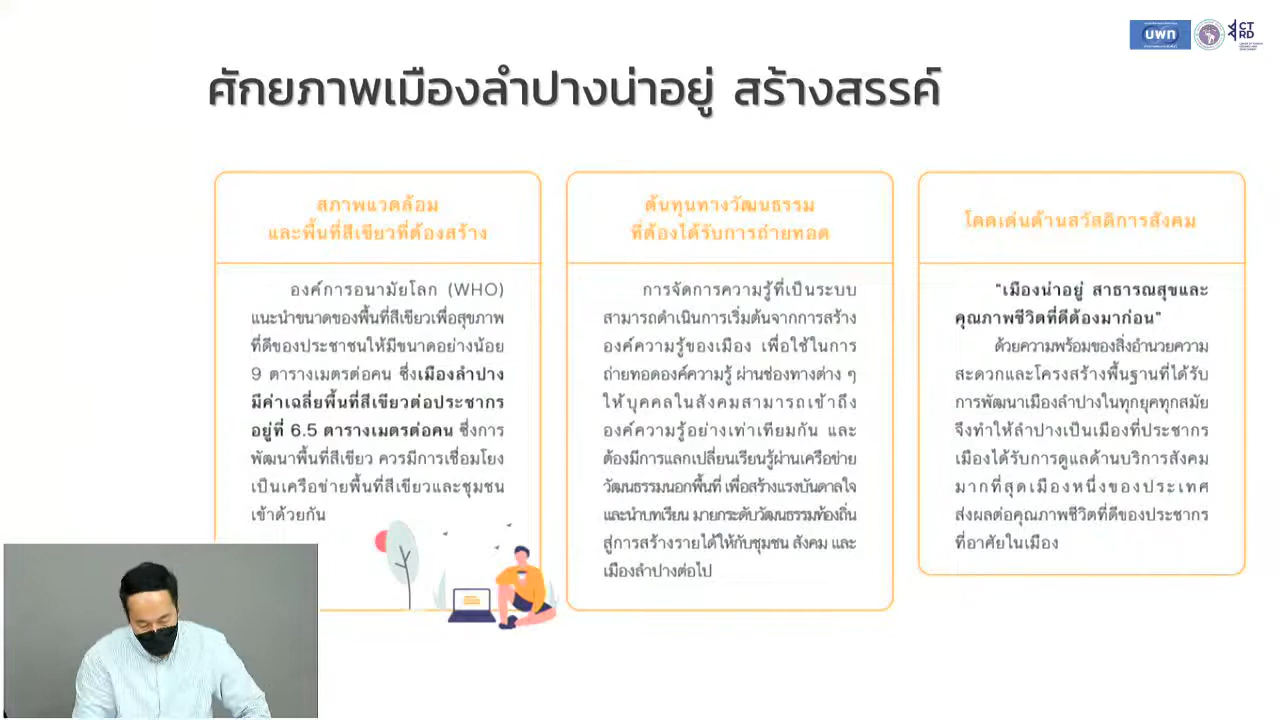 บพท
CT
RD
ศักยภาพเมืองลำปางน่าอยู่ สร้างสรรค์
สภาพแวดล้อม
และพื้นที่สีเขียวที่ต้องสร้าง
องค์การอนามัยโลก (WHO)
แนะนำขนาดของพื้นที่สีเขียวเพื่อสุขภาพ
ที่ดีของประชาชนให้มีขนาดอย่างน้อย
9 ตารางเมตรต่อคน ซึ่งเมืองลำปาง
มีค่าเฉลี่ยพื้นที่สีเขียวต่อประชากร
อยู่ที่ 6.5 ตารางเมตรต่อคน ซึ่งการ
พัฒนาพื้นที่สีเขียว ควรมีการเชื่อมโยง
เป็นเครือข่ายพื้นที่สีเขียวและชุมชน
เข้าด้วยกัน
ต้นทุนทางวัฒนธรรม
ที่ต้องได้รับการถ่ายทอด
การจัดการความรู้ที่เป็นระบบ
สามารถดำเนินการเริ่มต้นจากการสร้าง
องค์ความรู้ของเมือง เพื่อใช้ในการ
ถ่ายทอดองค์ความรู้ ผ่านช่องทางต่าง ๆ
ให้บุคคลในสังคมสามารถเข้าถึง
องค์ความรู้อย่างเท่าเทียมกัน และ
ต้องมีการแลกเปลี่ยนเรียนรู้ผ่านเครือข่าย
วัฒนธรรมนอกพื้นที่ เพื่อสร้างแรงบันดาลใจ
และนำบทเรียน มายกระดับวัฒนธรรมท้องถิ่น
สู่การสร้างรายได้ให้กับชุมชน สังคม และ
เมืองลำปางต่อไป
โดดเด่นด้านสวัสดิการสังคม
"เมืองน่าอยู่ สาธารณสุขและ
คุณภาพชีวิตที่ดีต้องมาก่อน"
ด้วยความพร้อมของสิ่งอำนวยความ
สะดวกและโครงสร้างพื้นฐานที่ได้รับ
การพัฒนาเมืองลำปางในทุกยุคทุกสมัย
จึงทำให้ลำปางเป็นเมืองที่ประชากร
เมืองได้รับการดูแลด้านบริการสังคม
มากที่สุดเมืองหนึ่งของประเทศ
ส่งผลต่อคุณภาพชีวิตที่ดีของประชากร
ที่อาศัยในเมือง